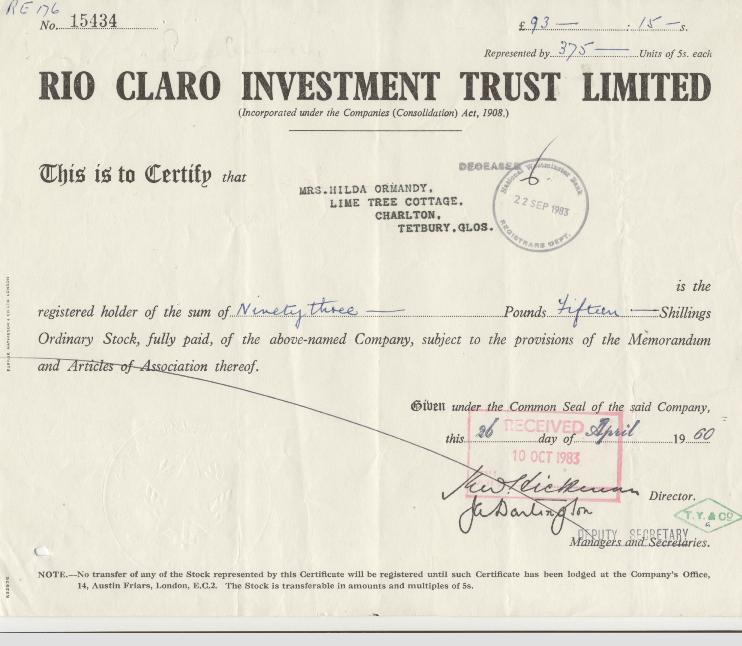 RE 176
No. 15434
£ 93 — : 15 — s.
Represented by 375 — Units of 5s. each
RIO CLARO INVESTMENT TRUST LIMITED
(Incorporated under the Companies (Consolidation) Act, 1908.)
This is to Certify that
DECEASED
MRS. HILDA ORMANDY,
LIME TREE COTTAGE.
CHARLTON,
TETBURY. GLOS.
National Westminster Bank
22 SEP 1983
REGISTRARS DEPT.
is the
registered holder of the sum of Ninety three — Pounds Fifteen — Shillings
Ordinary Stock, fully paid, of the above-named Company, subject to the provisions of the Memorandum
and Articles of Association thereof.
Given under the Common Seal of the said Company,
this 26 day of April 1960
RECEIVED
10 OCT 1983
Hickman Director.
J A Darlington
T.Y. & Co
DEPUTY SECRETARY
Managers and Secretaries.
NOTE.—No transfer of any of the Stock represented by this Certificate will be registered until such Certificate has been lodged at the Company's Office,
14, Austin Friars, London, E.C.2. The Stock is transferable in amounts and multiples of 5s.